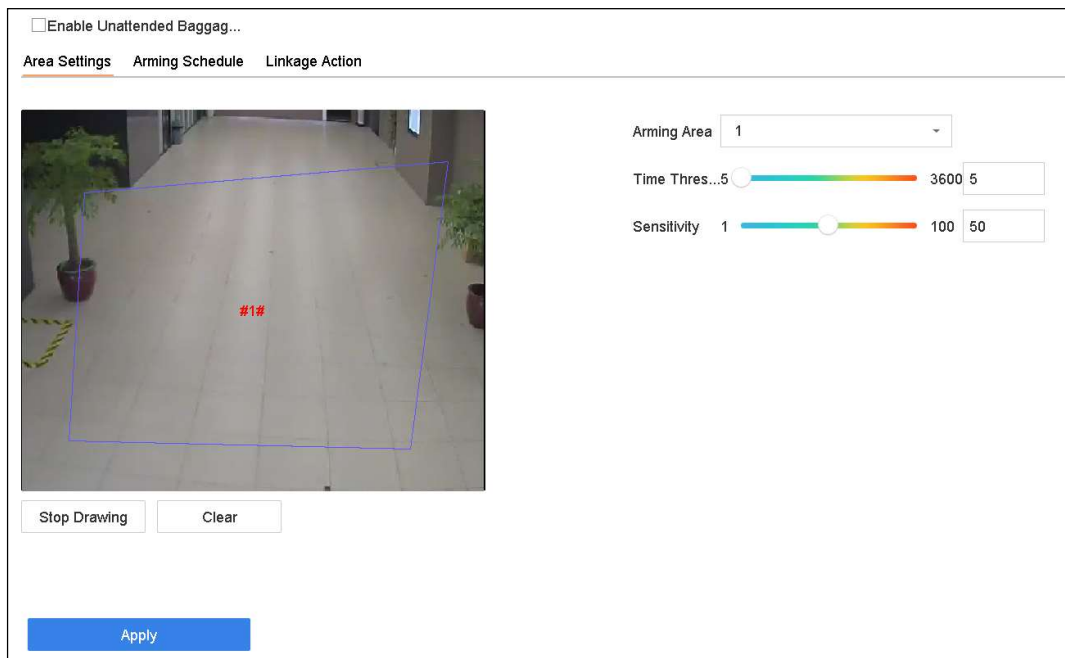 Enable Unattended Baggag...
Area Settings Arming Schedule Linkage Action
Arming Area 1
Time Thres...5 3600 5
Sensitivity 1 100 50
#1#
Stop Drawing Clear
Apply